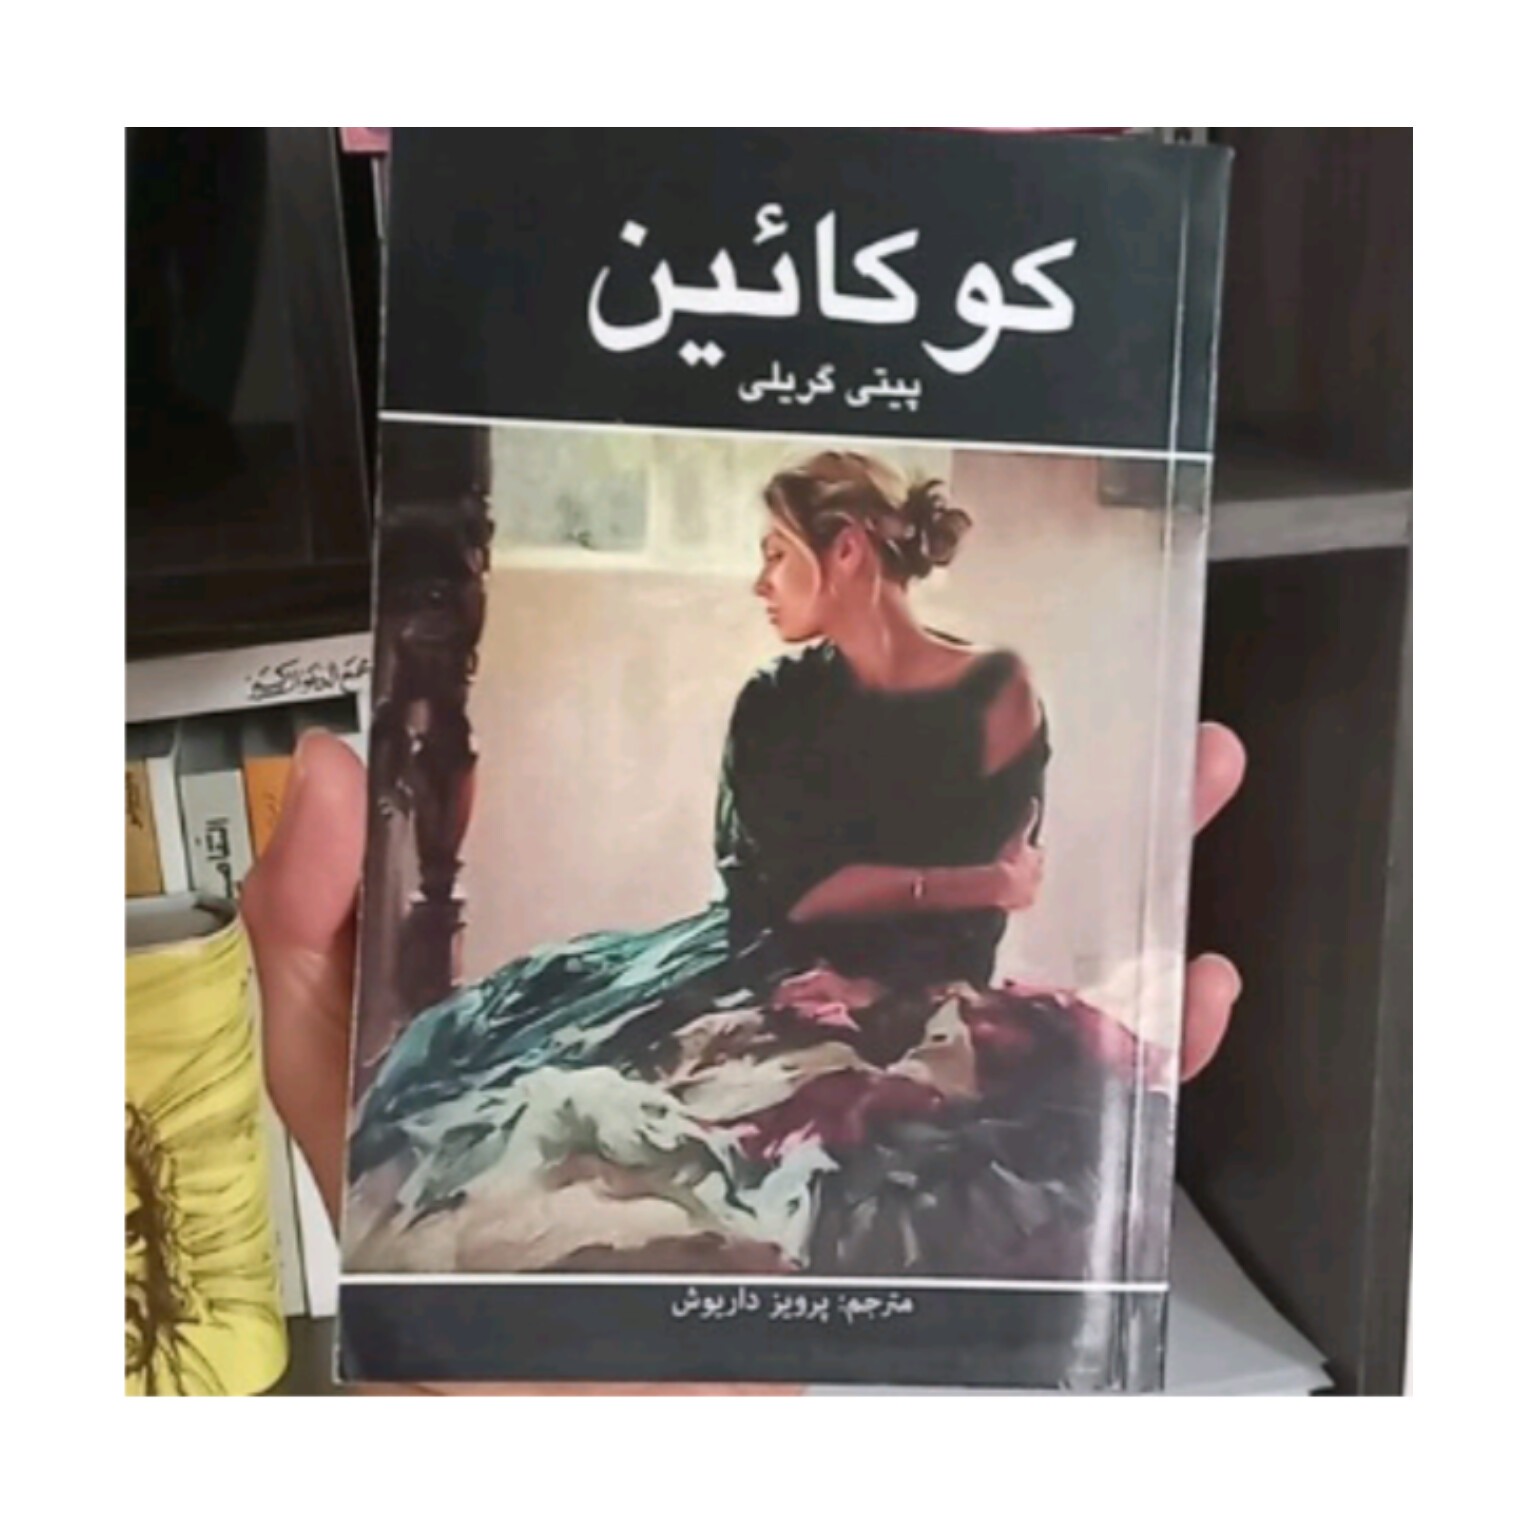 کوکائین
پیتی گریلی
مترجم: پرویز داریوش